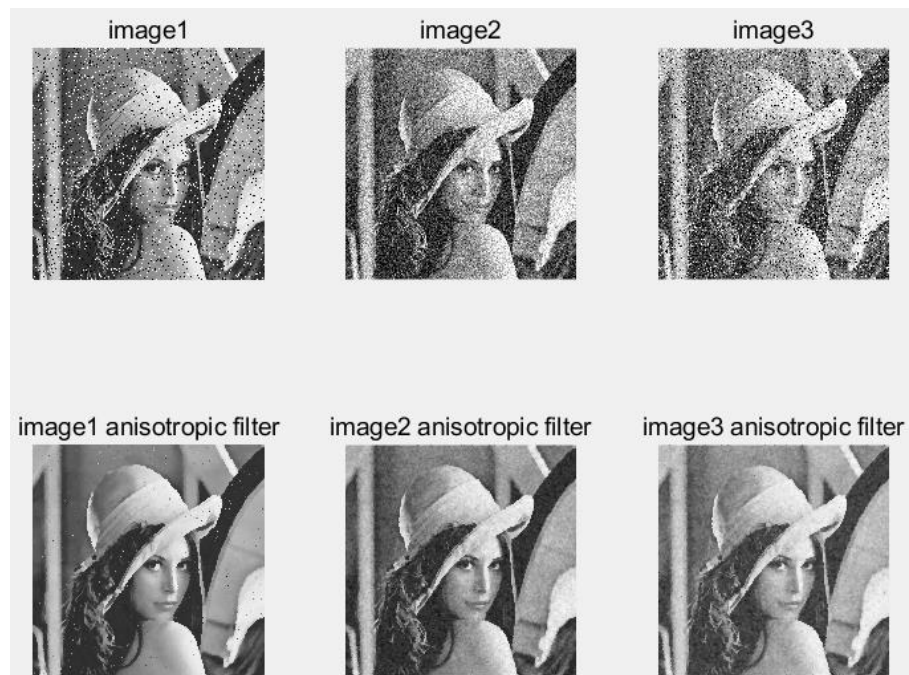 image1
image2
image3
image1 anisotropic filter
image2 anisotropic filter
image3 anisotropic filter